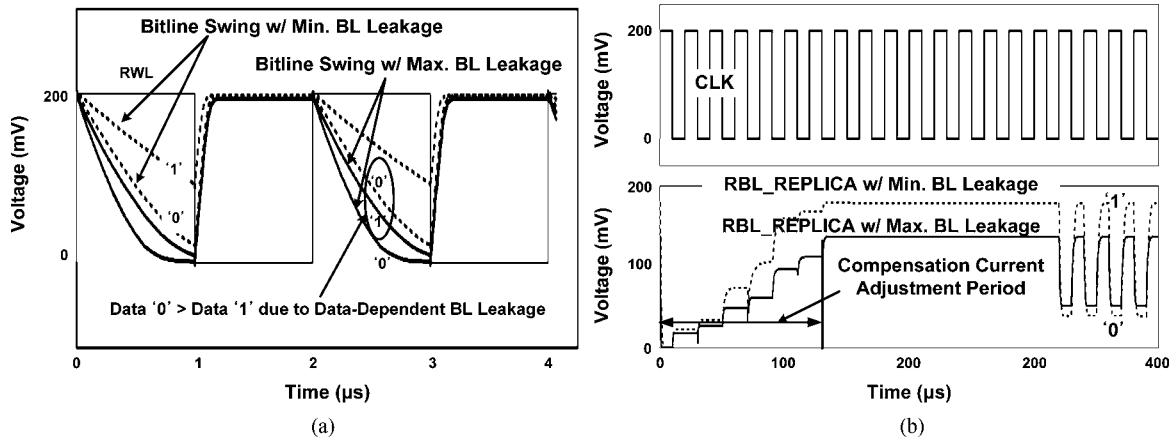 Bitline Swing w/ Min. BL Leakage
RWL
Bitline Swing w/ Max. BL Leakage
Voltage (mV)
200
0
'1'
'0'
'0'
'1'
'0'
Data '0' > Data '1' due to Data-Dependent BL Leakage
0
1
2
3
4
Time (µs)
(a)
Voltage (mV)
200
0
CLK
Voltage (mV)
200
100
0
RBL_REPLICA w/ Min. BL Leakage
RBL_REPLICA w/ Max. BL Leakage
Compensation Current
Adjustment Period
'1'
'0'
0
100
200
200
400
Time (µs)
(b)